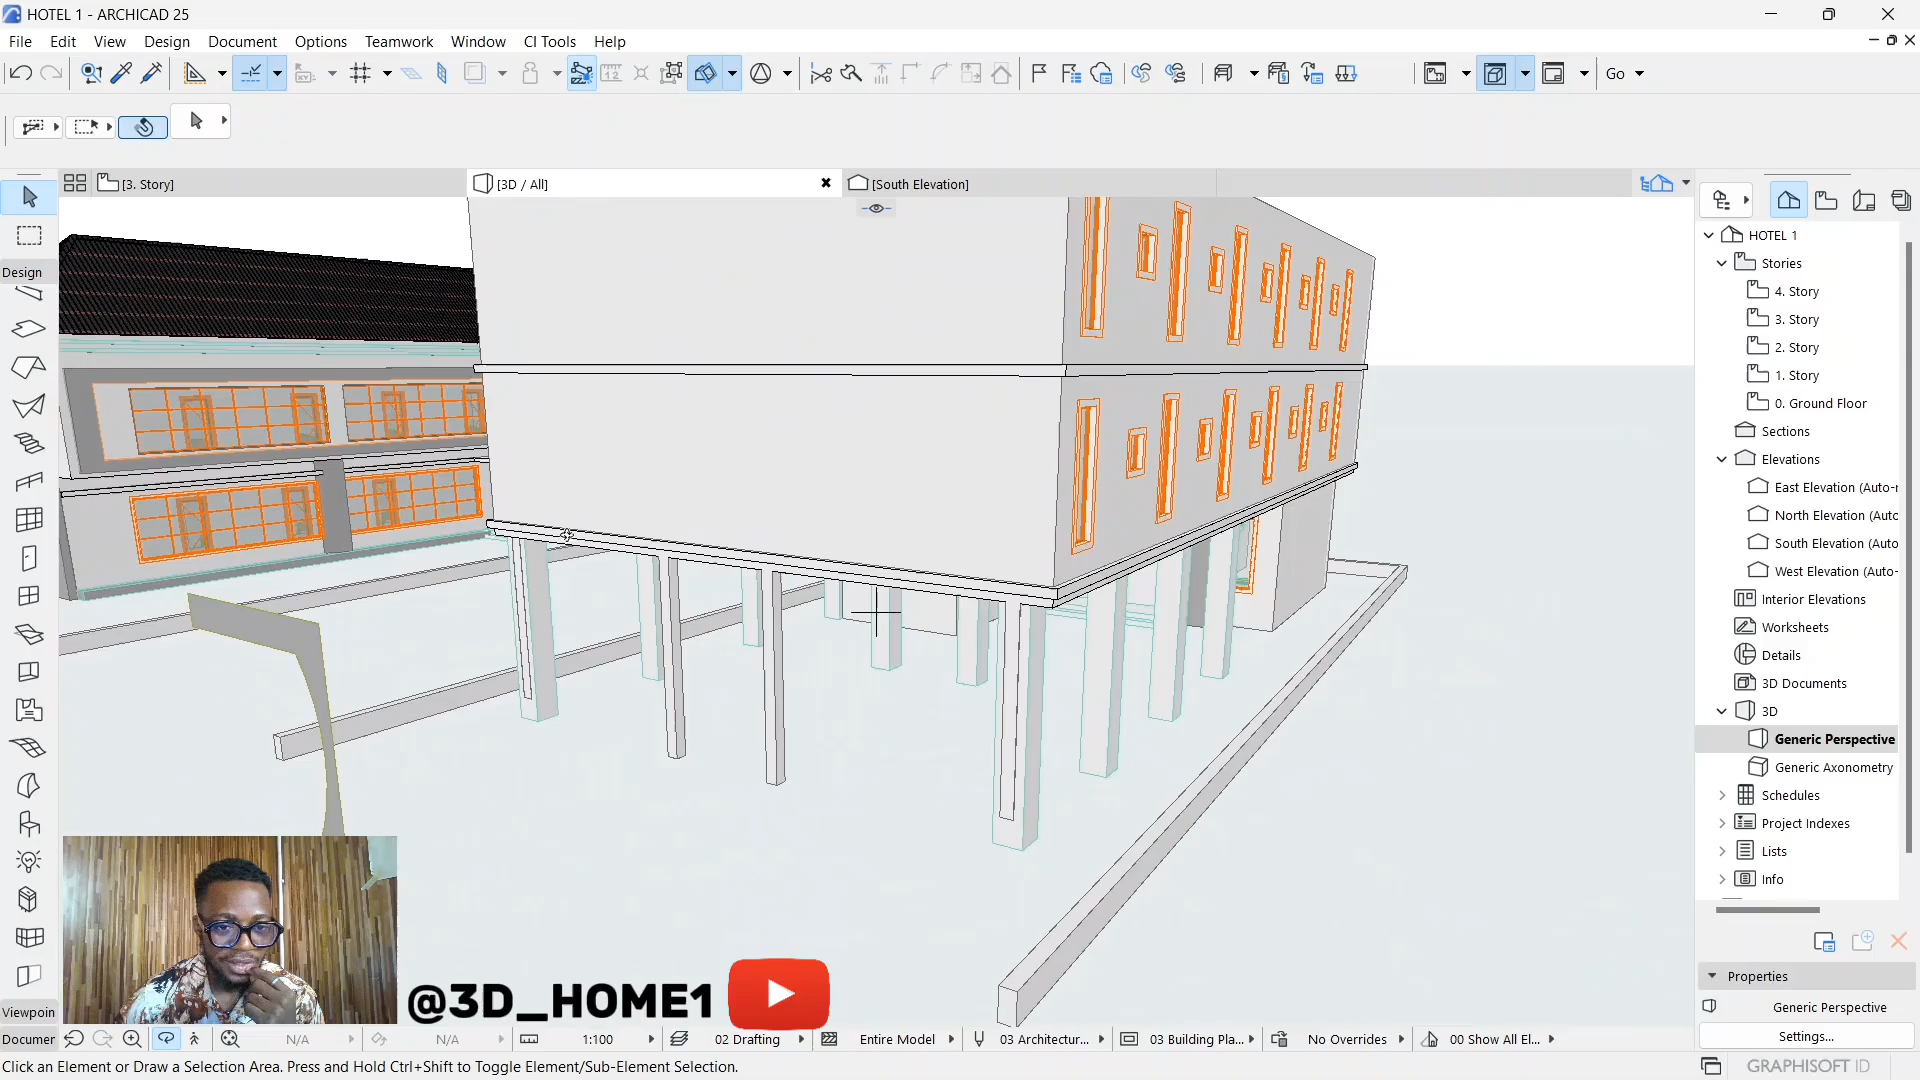 HOTEL 1 - ARCHICAD 25
File Edit View Design Document Options Teamwork Window CI Tools Help
Go
[3. Story]
[3D / All]
[South Elevation]
Design
HOTEL 1
Stories
4. Story
3. Story
2. Story
1. Story
0. Ground Floor
Sections
Elevations
East Elevation (Auto-r
North Elevation (Auto
South Elevation (Auto
West Elevation (Auto-
Interior Elevations
Worksheets
Details
3D Documents
3D
Generic Perspective
Generic Axonometry
Schedules
Project Indexes
Lists
Info
Properties
Generic Perspective
Settings...
@3D_HOME1
Viewpoin
Documer
N/A
N/A
1:100
02 Drafting
Entire Model
03 Architectur...
03 Building Pla...
No Overrides
00 Show All El...
Click an Element or Draw a Selection Area. Press and Hold Ctrl+Shift to Toggle Element/Sub-Element Selection.
GRAPHISOFT ID